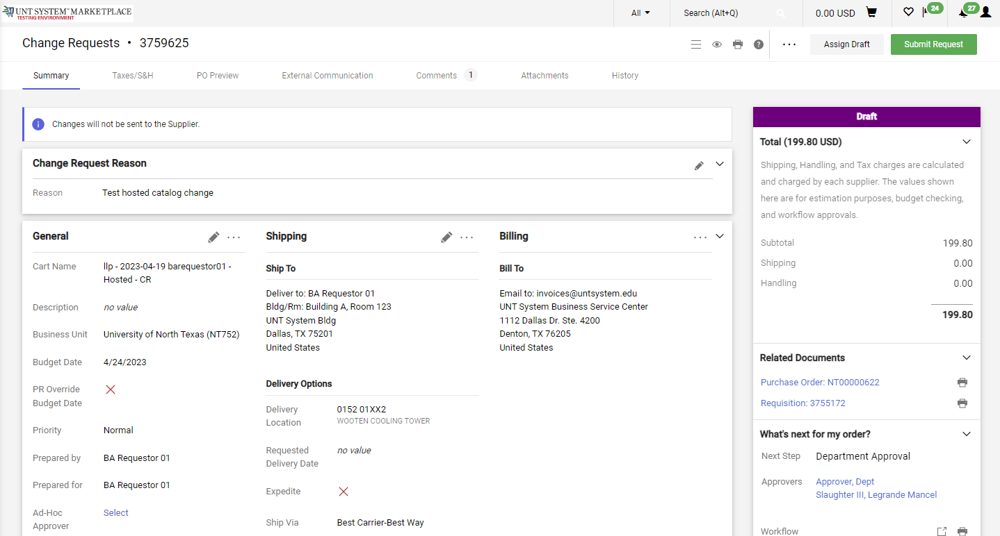 UNT SYSTEM™ MARKETPLACE
TESTING ENVIRONMENT
All
Search (Alt+Q)
0.00 USD
24
27
Change Requests • 3759625
Assign Draft
Submit Request
Summary
Taxes/S&H
PO Preview
External Communication
Comments 1
Attachments
History
Changes will not be sent to the Supplier.
Change Request Reason
Reason Test hosted catalog change
General
Cart Name llp - 2023-04-19 barequestor01 -
Hosted - CR
Description no value
Business Unit University of North Texas (NT752)
Budget Date 4/24/2023
PR Override
Budget Date
Priority Normal
Prepared by BA Requestor 01
Prepared for BA Requestor 01
Ad-Hoc Select
Approver
Shipping
Ship To
Deliver to: BA Requestor 01
Bldg/Rm: Building A, Room 123
UNT System Bldg
Dallas, TX 75201
United States
Delivery Options
Delivery 0152 01XX2
Location WOOTEN COOLING TOWER
Requested no value
Delivery Date
Expedite
Ship Via Best Carrier-Best Way
Billing
Bill To
Email to: invoices@untsystem.edu
UNT System Business Service Center
1112 Dallas Dr. Ste. 4200
Denton, TX 76205
United States
Draft
Total (199.80 USD)
Shipping, Handling, and Tax charges are calculated
and charged by each supplier. The values shown
here are for estimation purposes, budget checking,
and workflow approvals.
Subtotal 199.80
Shipping 0.00
Handling 0.00
199.80
Related Documents
Purchase Order: NT00000622
Requisition: 3755172
What's next for my order?
Next Step Department Approval
Approvers Approver, Dept
Slaughter III, Legrande Mancel
Workflow